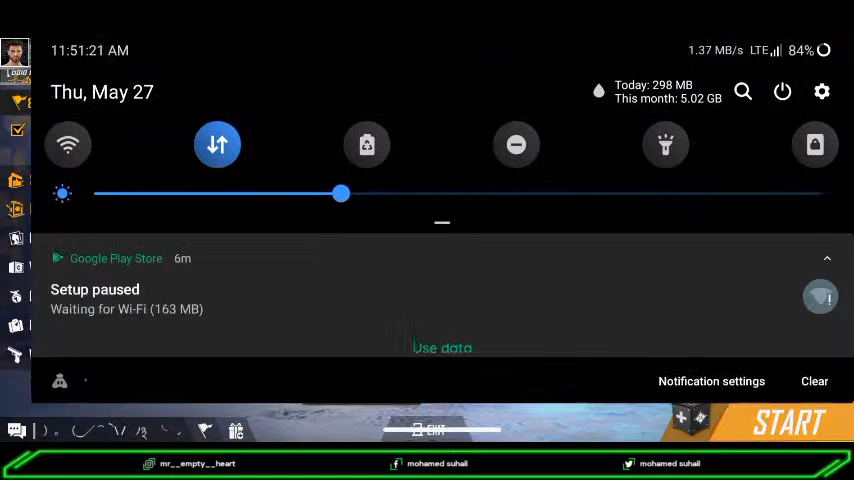 11:51:21 AM
1.37 MB/s LTE 84%
Thu, May 27
Today: 298 MB
This month: 5.02 GB
Google Play Store 6m
Setup paused
Waiting for Wi-Fi (163 MB)
Use data
Notification settings Clear
EXIT
START
mr__empty__heart mohamed suhail mohamed suhail